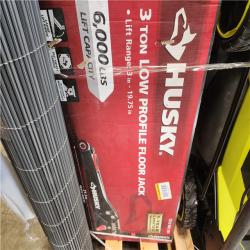 HUSKY
3 TON LOW PROFILE FLOOR JACK
• Lift Range: 3 in - 19.75 in
6,000 LBS
LIFT CAPACITY
HUSKY